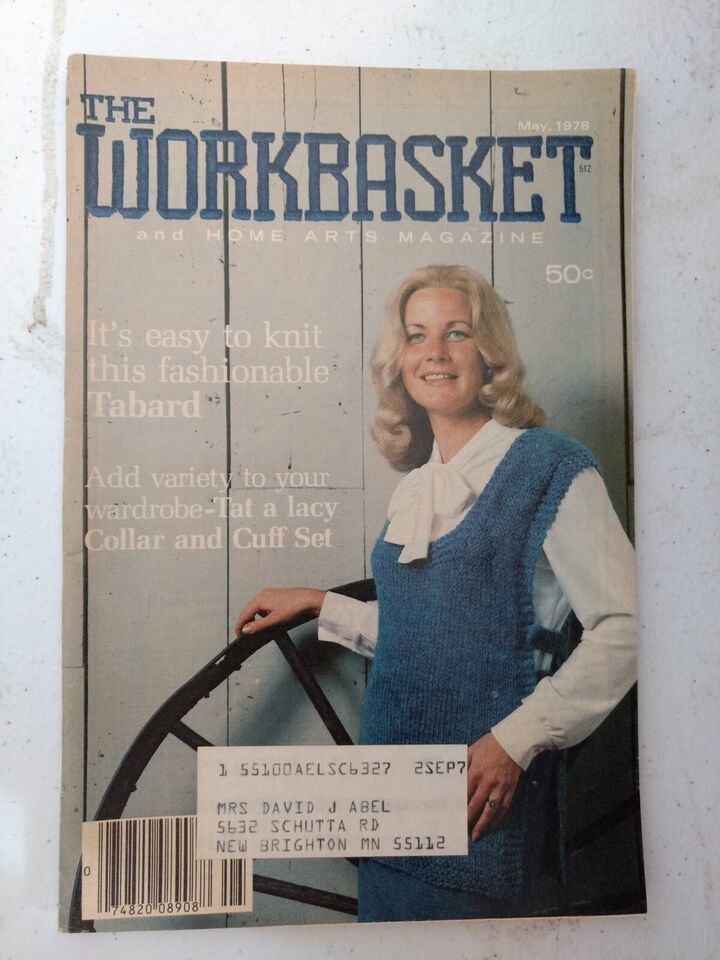 THE
WORKBASKET
May, 1978
512
and HOME ARTS MAGAZINE
50c
It's easy to knit
this fashionable
Tabard
Add variety to your
wardrobe-Tat a lacy
Collar and Cuff Set
1 55100AELSC6327 2SEP7
MRS DAVID J ABEL
5632 SCHUTTA RD
NEW BRIGHTON MN 55112
0
74820 08908